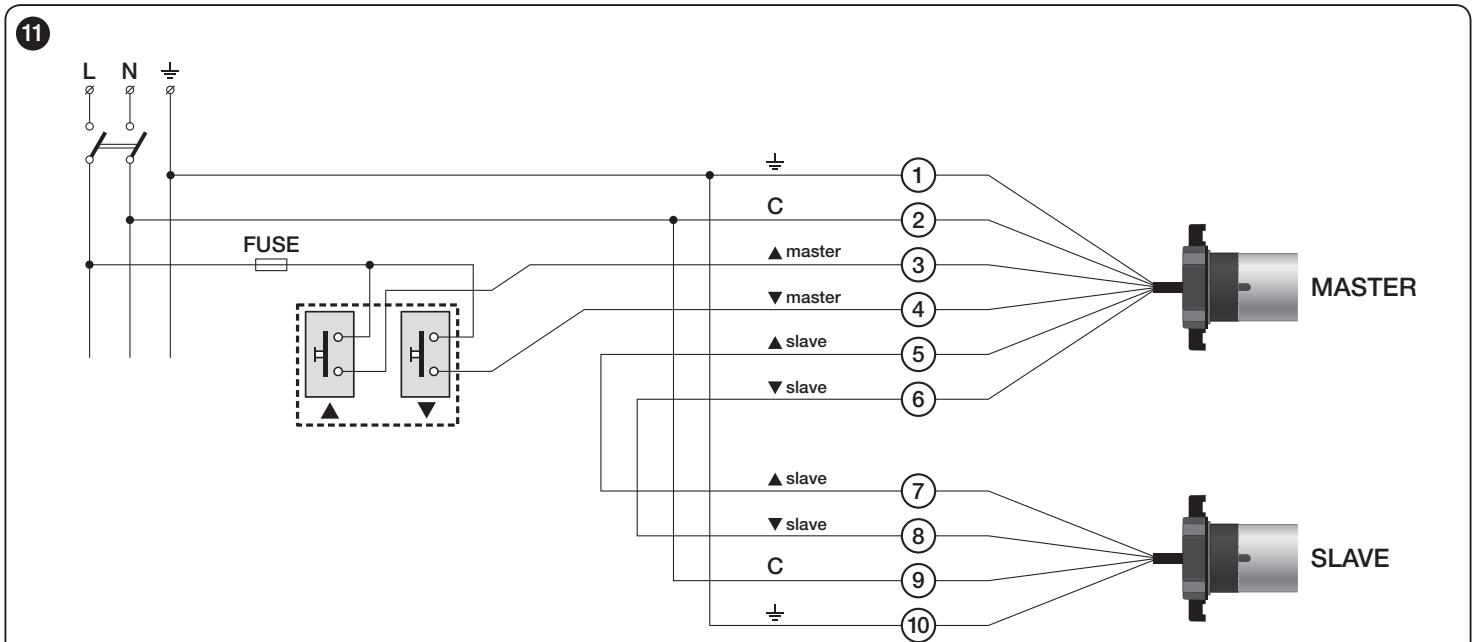 11
L N ⏚
⏚ 1
C 2
FUSE
▲ master 3
▼ master 4
MASTER
▲ slave 5
▼ slave 6
▲ ▼
▲ slave 7
▼ slave 8
SLAVE
C 9
⏚ 10